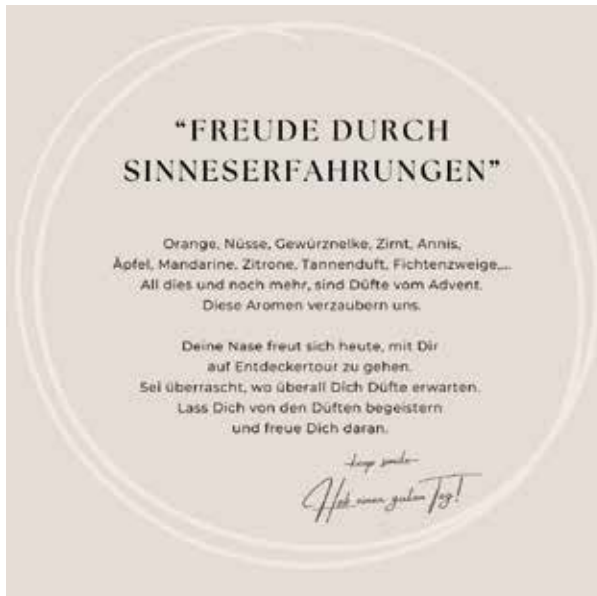 “FREUDE DURCH
SINNESERFAHRUNGEN”
Orange, Nüsse, Gewürznelke, Zimt, Annis,
Äpfel, Mandarine, Zitrone, Tannenduft, Fichtenzweige,...
All dies und noch mehr, sind Düfte vom Advent.
Diese Aromen verzaubern uns.
Deine Nase freut sich heute, mit Dir
auf Entdeckertour zu gehen.
Sei überrascht, wo überall Dich Düfte erwarten.
Lass Dich von den Düften begeistern
und freue Dich daran.
-keep smile-
Hab einen guten Tag!